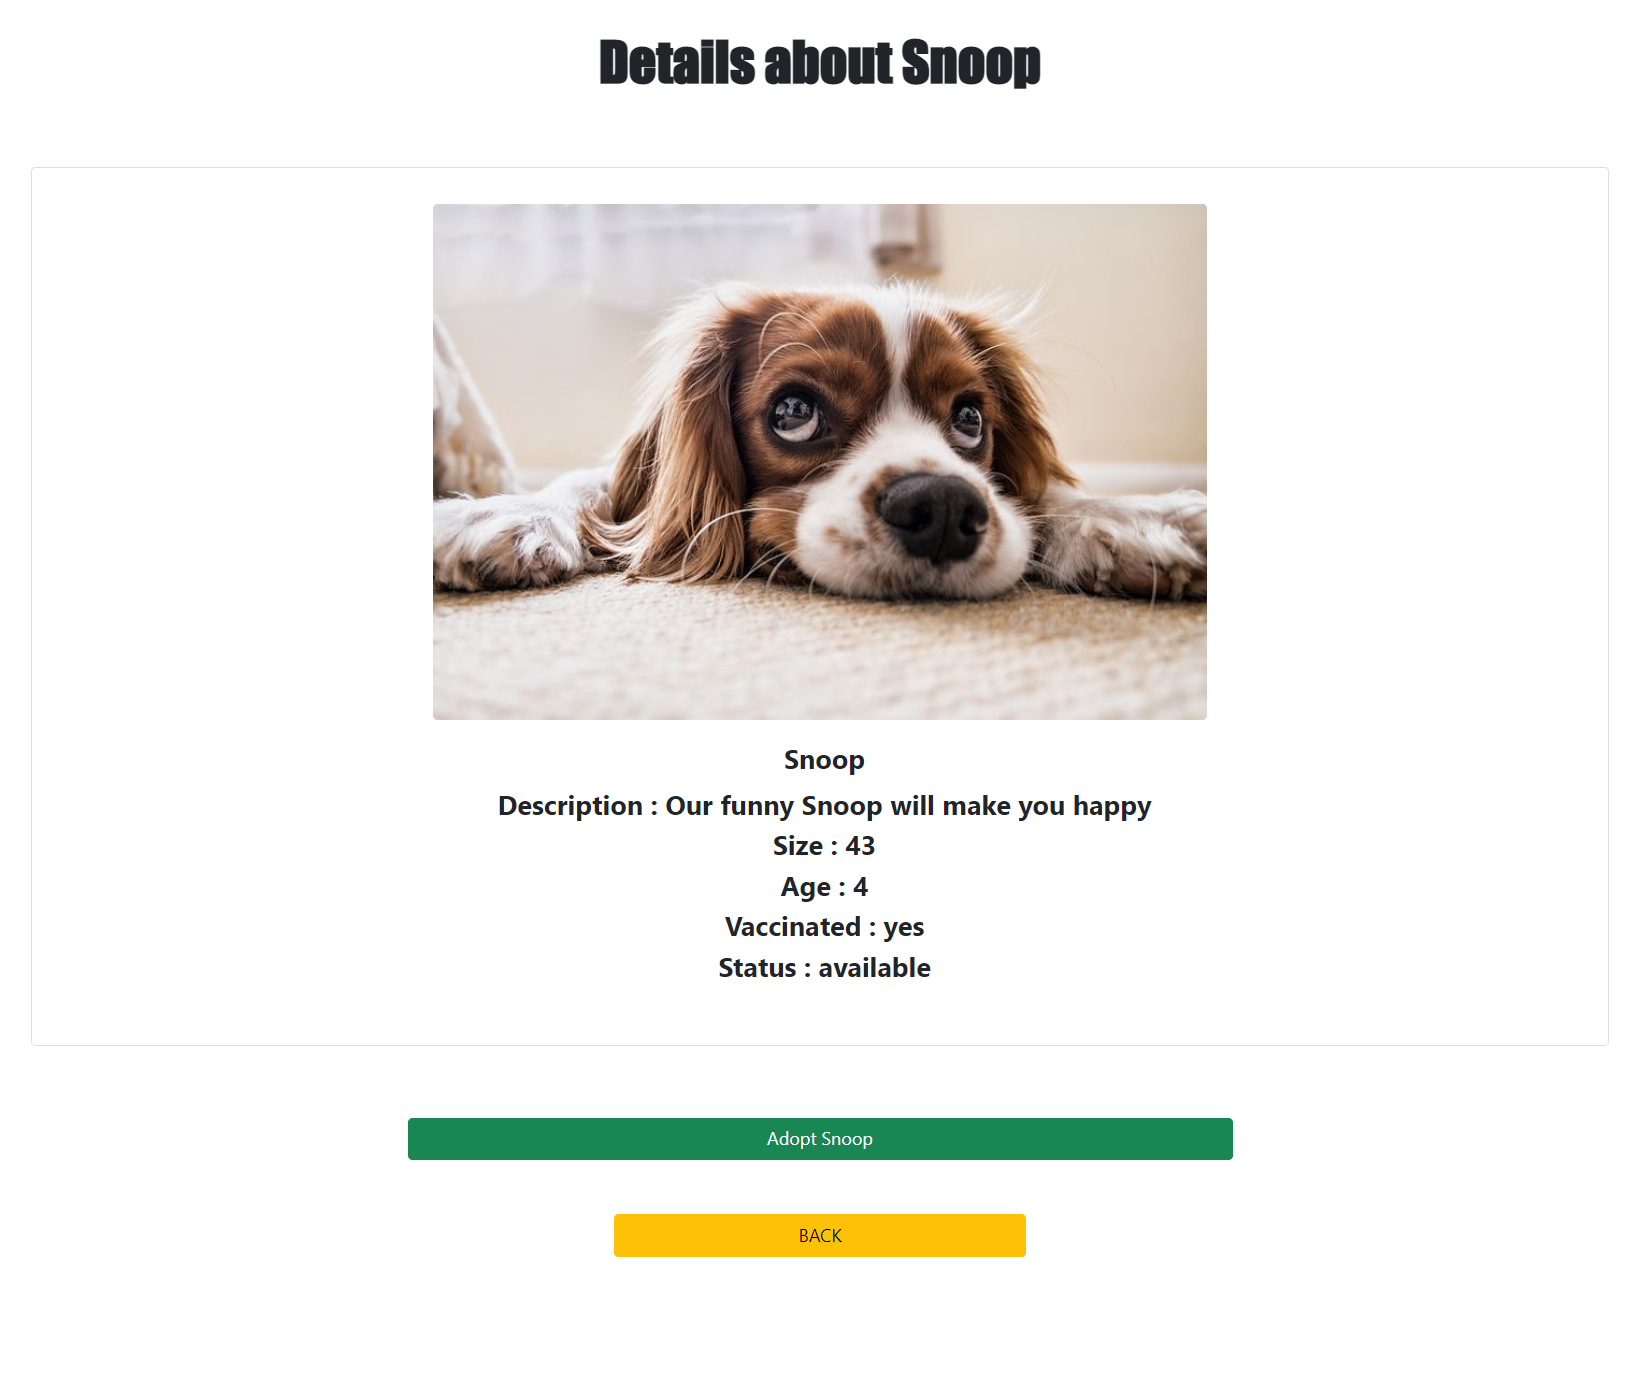 Details about Snoop
Snoop
Description : Our funny Snoop will make you happy
Size : 43
Age : 4
Vaccinated : yes
Status : available
Adopt Snoop
BACK